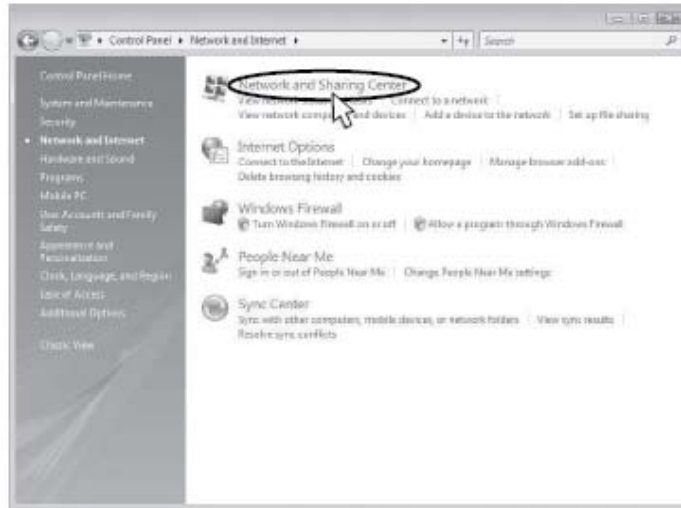 Control Panel ▸ Network and Internet ▸
Search
Control Panel Home
System and Maintenance
Security
Network and Internet
Hardware and Sound
Programs
Mobile PC
User Accounts and Family
Safety
Appearance and
Personalization
Clock, Language, and Region
Ease of Access
Additional Options
Classic View
Network and Sharing Center
View network Connect to a network
View network computers and devices Add a device to the network Set up file sharing
Internet Options
Connect to the Internet Change your homepage Manage browser add-ons
Delete browsing history and cookies
Windows Firewall
Turn Windows Firewall on or off Allow a program through Windows Firewall
People Near Me
Sign in or out of People Near Me Change People Near Me settings
Sync Center
Sync with other computers, mobile devices, or network folders View sync results
Resolve sync conflicts